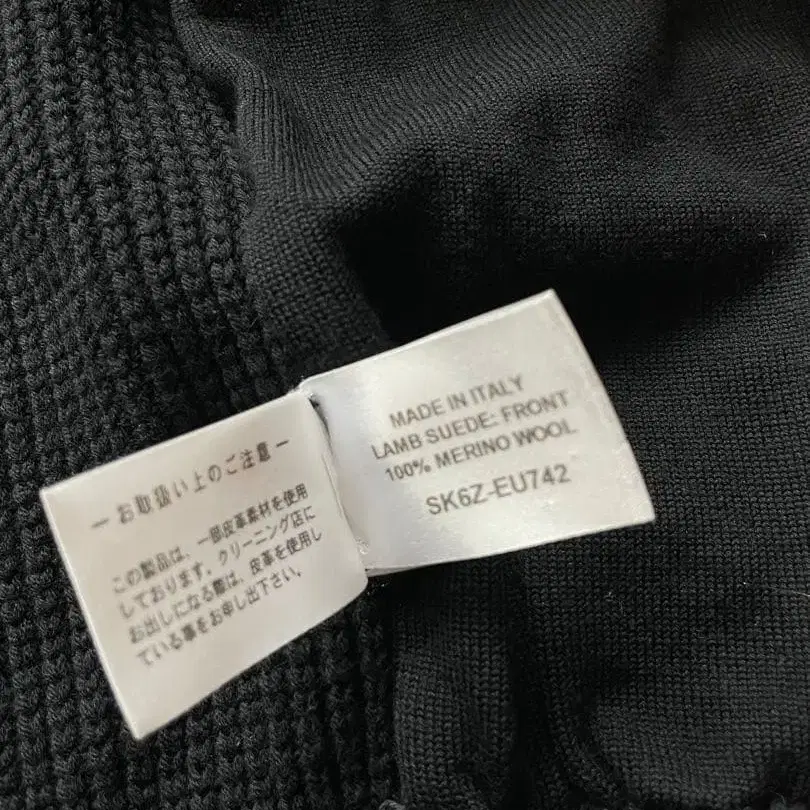 －お取扱い上のご注意－
この製品は、一部皮革素材を使用
しております。クリーニング店に
お出しになる際は、皮革を使用し
ている事をお申し出下さい。
MADE IN ITALY
LAMB SUEDE: FRONT
100% MERINO WOOL
SK6Z-EU742